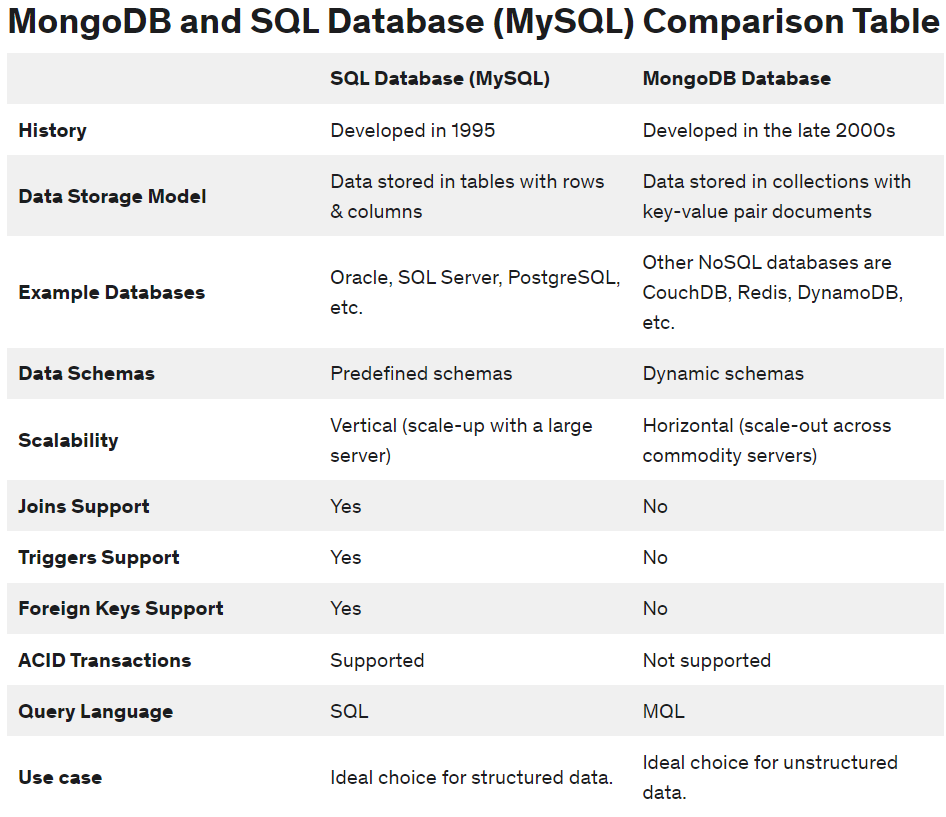 MongoDB and SQL Database (MySQL) Comparison Table
SQL Database (MySQL)
MongoDB Database
History
Developed in 1995
Developed in the late 2000s
Data Storage Model
Data stored in tables with rows
& columns
Data stored in collections with
key-value pair documents
Example Databases
Oracle, SQL Server, PostgreSQL,
etc.
Other NoSQL databases are
CouchDB, Redis, DynamoDB,
etc.
Data Schemas
Predefined schemas
Dynamic schemas
Scalability
Vertical (scale-up with a large
server)
Horizontal (scale-out across
commodity servers)
Joins Support
Yes
No
Triggers Support
Yes
No
Foreign Keys Support
Yes
No
ACID Transactions
Supported
Not supported
Query Language
SQL
MQL
Use case
Ideal choice for structured data.
Ideal choice for unstructured
data.